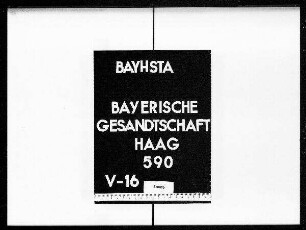 BAYHSTA
BAYERISCHE
GESANDTSCHAFT
HAAG
590
V-16